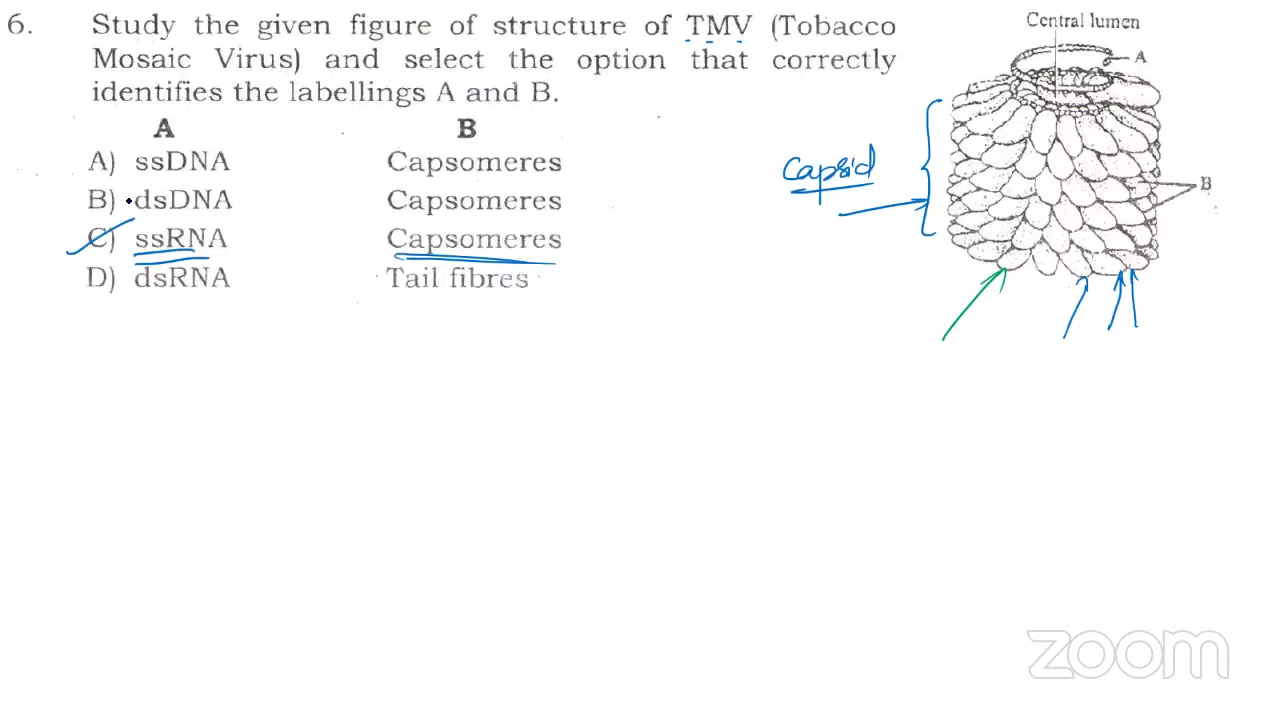 6. Study the given figure of structure of TMV (Tobacco
Mosaic Virus) and select the option that correctly
identifies the labellings A and B.
A B
A) ssDNA Capsomeres
B) dsDNA Capsomeres
C) ssRNA Capsomeres
D) dsRNA Tail fibres
Central lumen
A
Capsid
B
zoom